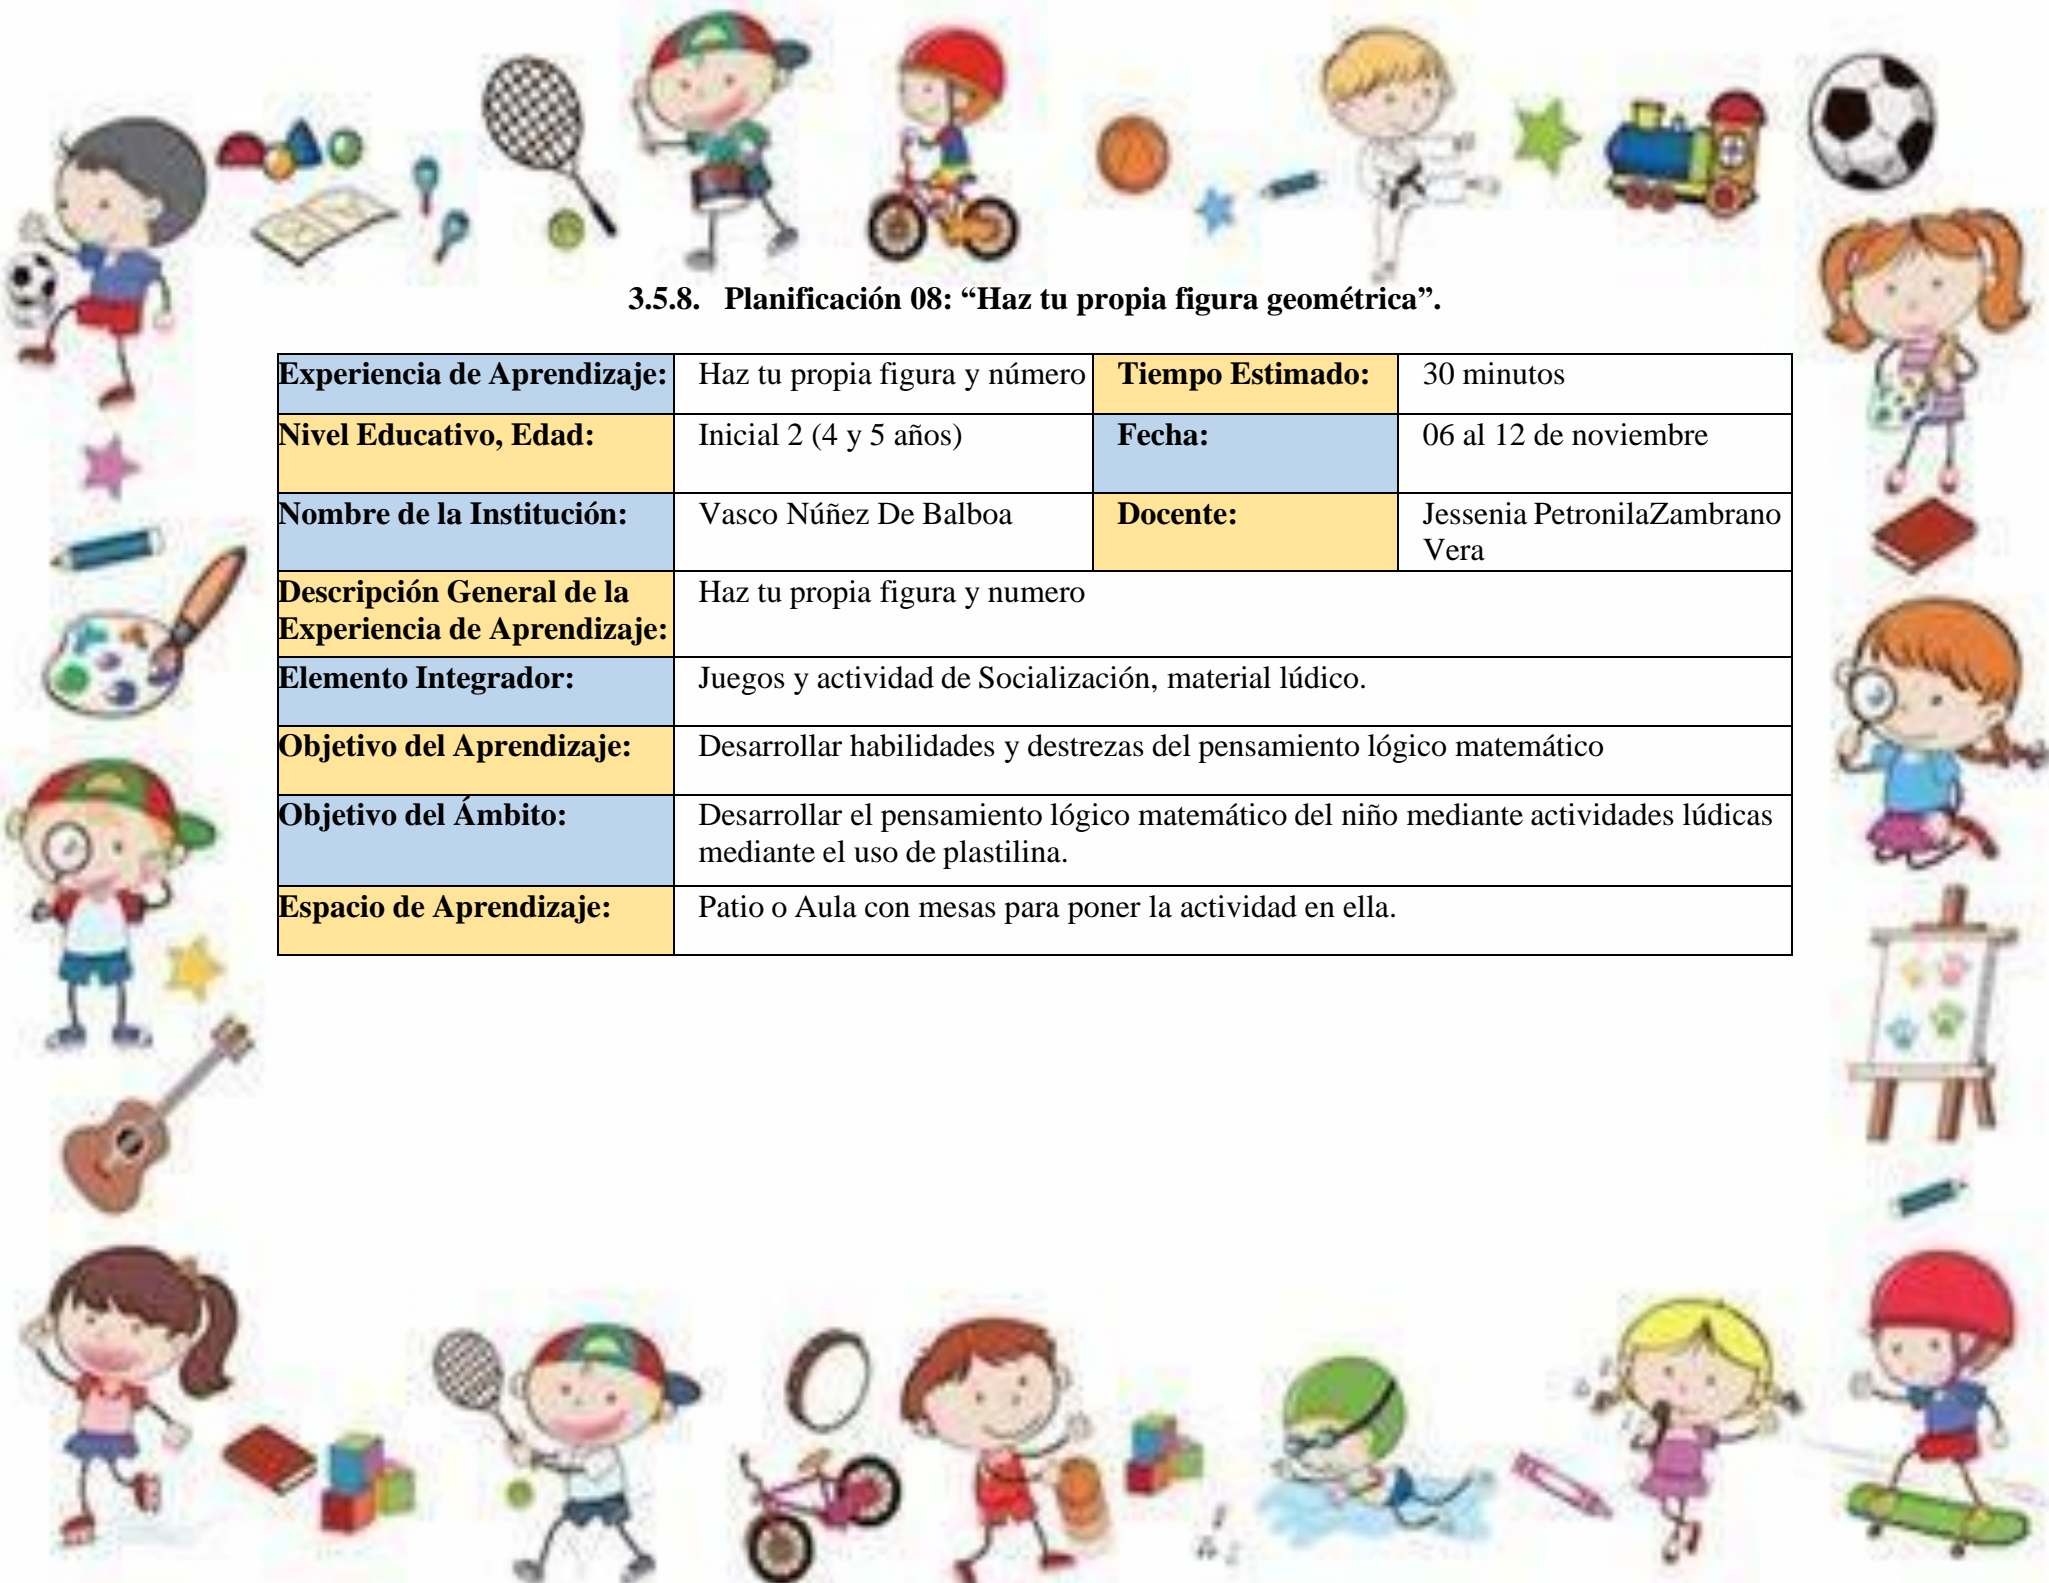 3.5.8. Planificación 08: “Haz tu propia figura geométrica”.
Experiencia de Aprendizaje: Haz tu propia figura y número Tiempo Estimado: 30 minutos
Nivel Educativo, Edad: Inicial 2 (4 y 5 años) Fecha: 06 al 12 de noviembre
Nombre de la Institución: Vasco Núñez De Balboa Docente: Jessenia PetronilaZambrano
Vera
Descripción General de la
Experiencia de Aprendizaje:
Haz tu propia figura y numero
Elemento Integrador: Juegos y actividad de Socialización, material lúdico.
Objetivo del Aprendizaje: Desarrollar habilidades y destrezas del pensamiento lógico matemático
Objetivo del Ámbito: Desarrollar el pensamiento lógico matemático del niño mediante actividades lúdicas
mediante el uso de plastilina.
Espacio de Aprendizaje: Patio o Aula con mesas para poner la actividad en ella.